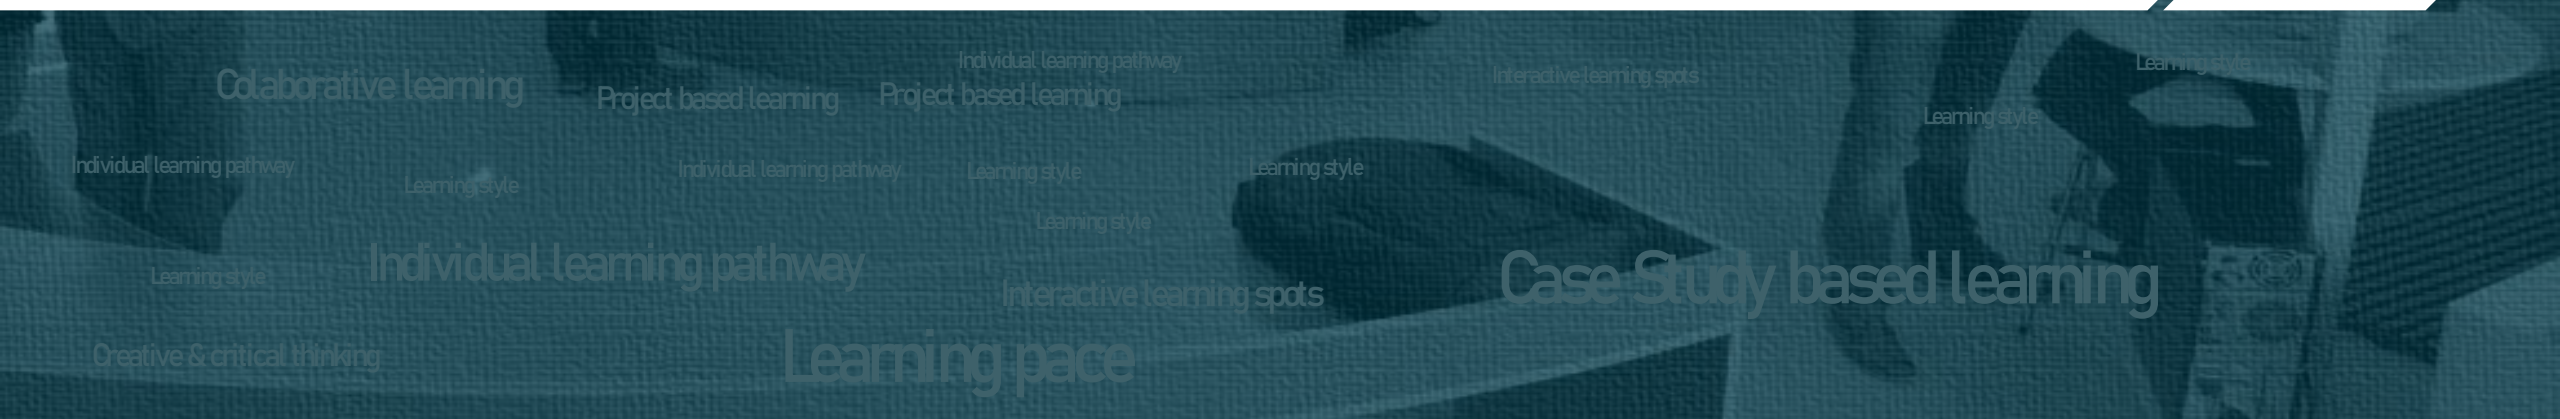 Individual learning pathway
Learning style
Interactive learning spots
Colaborative learning
Project based learning
Project based learning
Learning style
Individual learning pathway
Individual learning pathway
Learning style
Learning style
Learning style
Learning style
Individual learning pathway
Learning style
Interactive learning spots
Case Study based learning
Creative & critical thinking
Learning pace